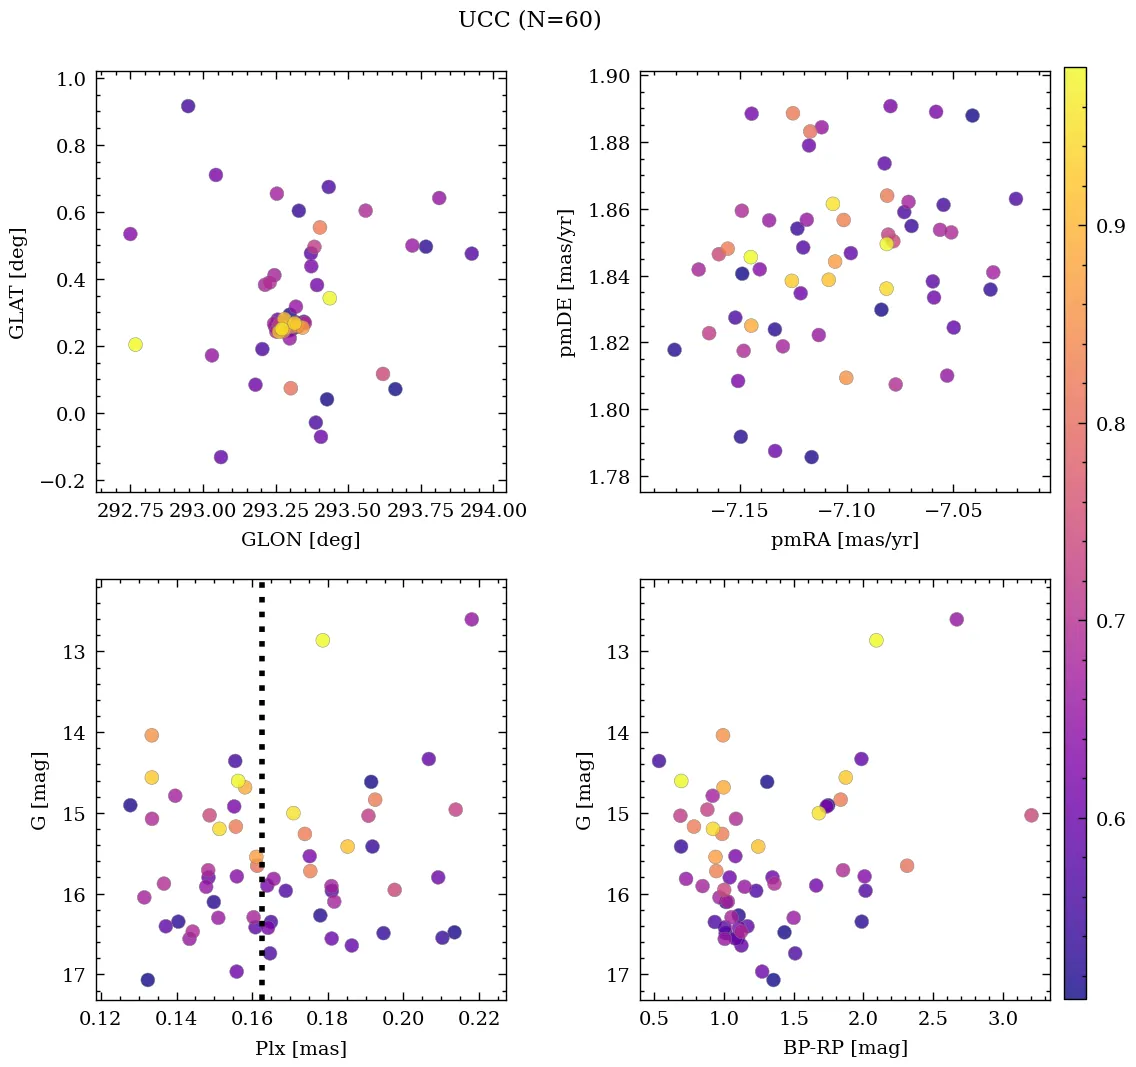 UCC (N=60)
1.0
0.8
0.6
0.4
0.2
0.0
−0.2
GLAT [deg]
292.75 293.00 293.25 293.50 293.75 294.00
GLON [deg]
1.90
1.88
1.86
1.84
1.82
1.80
1.78
pmDE [mas/yr]
−7.15 −7.10 −7.05
pmRA [mas/yr]
13
14
15
16
17
G [mag]
0.12 0.14 0.16 0.18 0.20 0.22
Plx [mas]
13
14
15
16
17
G [mag]
0.5 1.0 1.5 2.0 2.5 3.0
BP-RP [mag]
0.9
0.8
0.7
0.6